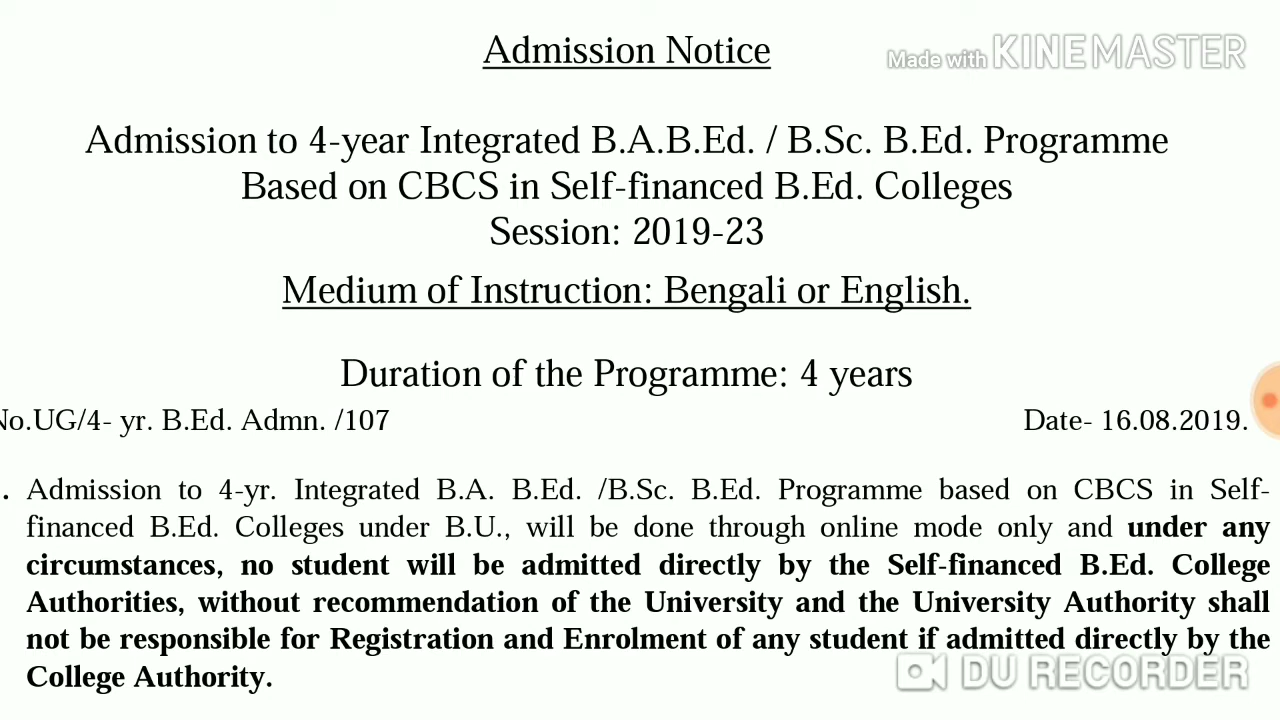 Admission Notice
Made with KINEMASTER
Admission to 4-year Integrated B.A.B.Ed. / B.Sc. B.Ed. Programme
Based on CBCS in Self-financed B.Ed. Colleges
Session: 2019-23
Medium of Instruction: Bengali or English.
Duration of the Programme: 4 years
No.UG/4- yr. B.Ed. Admn. /107 Date- 16.08.2019.
. Admission to 4-yr. Integrated B.A. B.Ed. /B.Sc. B.Ed. Programme based on CBCS in Self-
financed B.Ed. Colleges under B.U., will be done through online mode only and under any
circumstances, no student will be admitted directly by the Self-financed B.Ed. College
Authorities, without recommendation of the University and the University Authority shall
not be responsible for Registration and Enrolment of any student if admitted directly by the
College Authority.
DU RECORDER